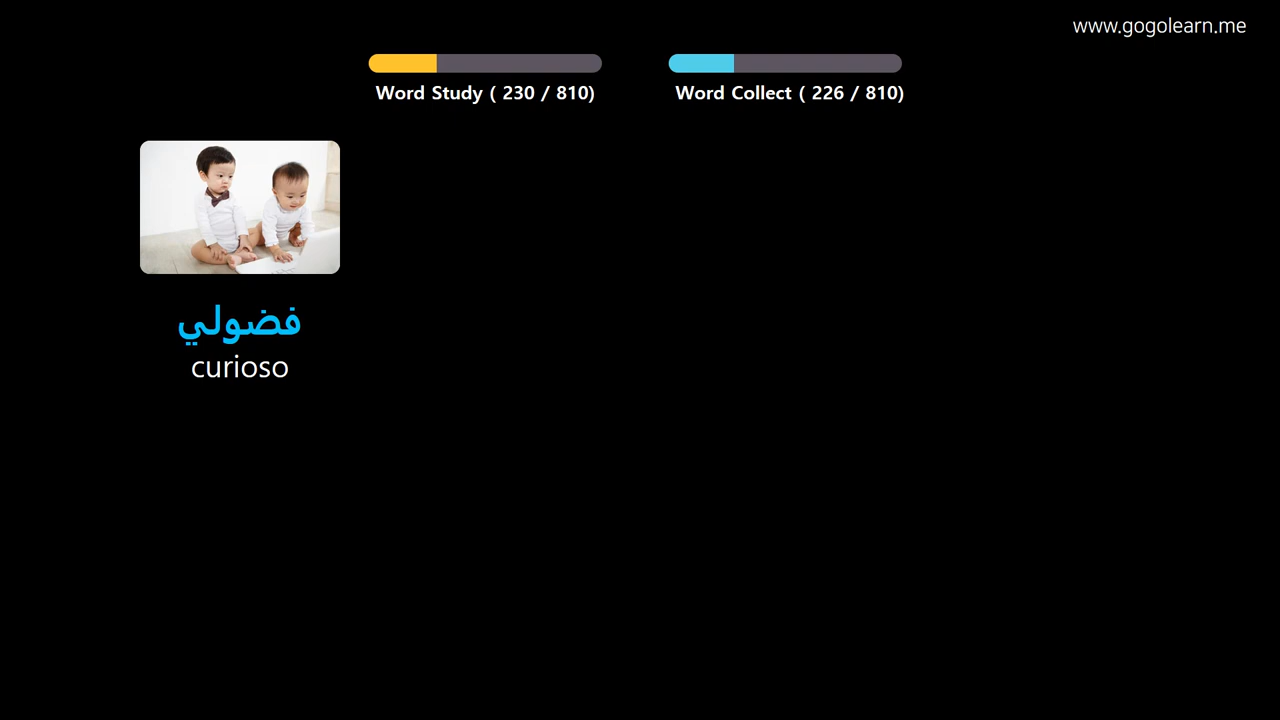 www.gogolearn.me
Word Study ( 230 / 810)
Word Collect ( 226 / 810)
فضولي
curioso